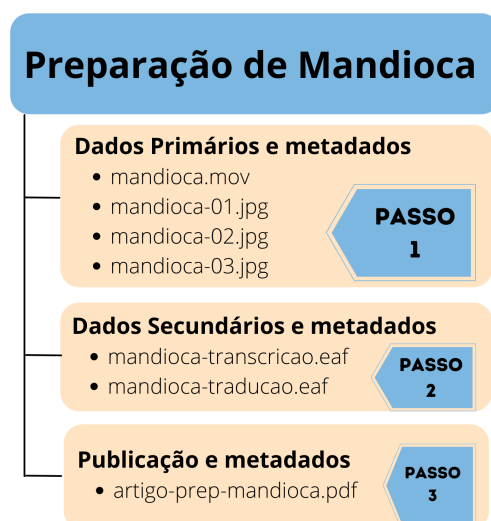 Preparação de Mandioca
Dados Primários e metadados
mandioca.mov
mandioca-01.jpg
mandioca-02.jpg
mandioca-03.jpg
PASSO
1
Dados Secundários e metadados
mandioca-transcricao.eaf
mandioca-traducao.eaf
PASSO
2
Publicação e metadados
artigo-prep-mandioca.pdf
PASSO
3